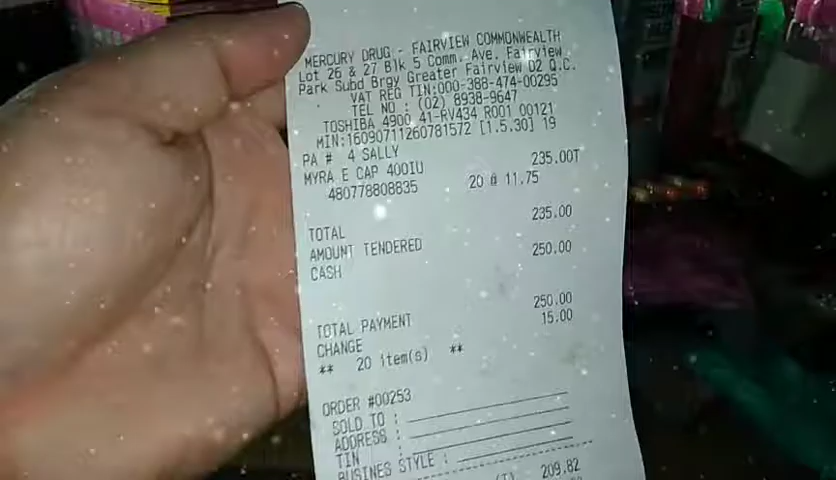 MERCURY DRUG - FAIRVIEW COMMONWEALTH
Lot 26 & 27 Blk 5 Comm. Ave. Fairview
Park Subd Brgy Greater Fairview 02 Q.C.
VAT REG TIN:000-388-474-00295
TEL NO : (02) 8938-9647
TOSHIBA 4900 41-RV434 R001 00121
MIN:16090711260781572 [1.5.30] 19
PA # 4 SALLY
MYRA E CAP 400IU 235.00T
480778808835 20 @ 11.75
TOTAL 235.00
AMOUNT TENDERED
CASH 250.00
TOTAL PAYMENT 250.00
CHANGE 15.00
** 20 item(s) **
ORDER #00253
SOLD TO :
ADDRESS :
TIN :
BUSINES STYLE :
209.82